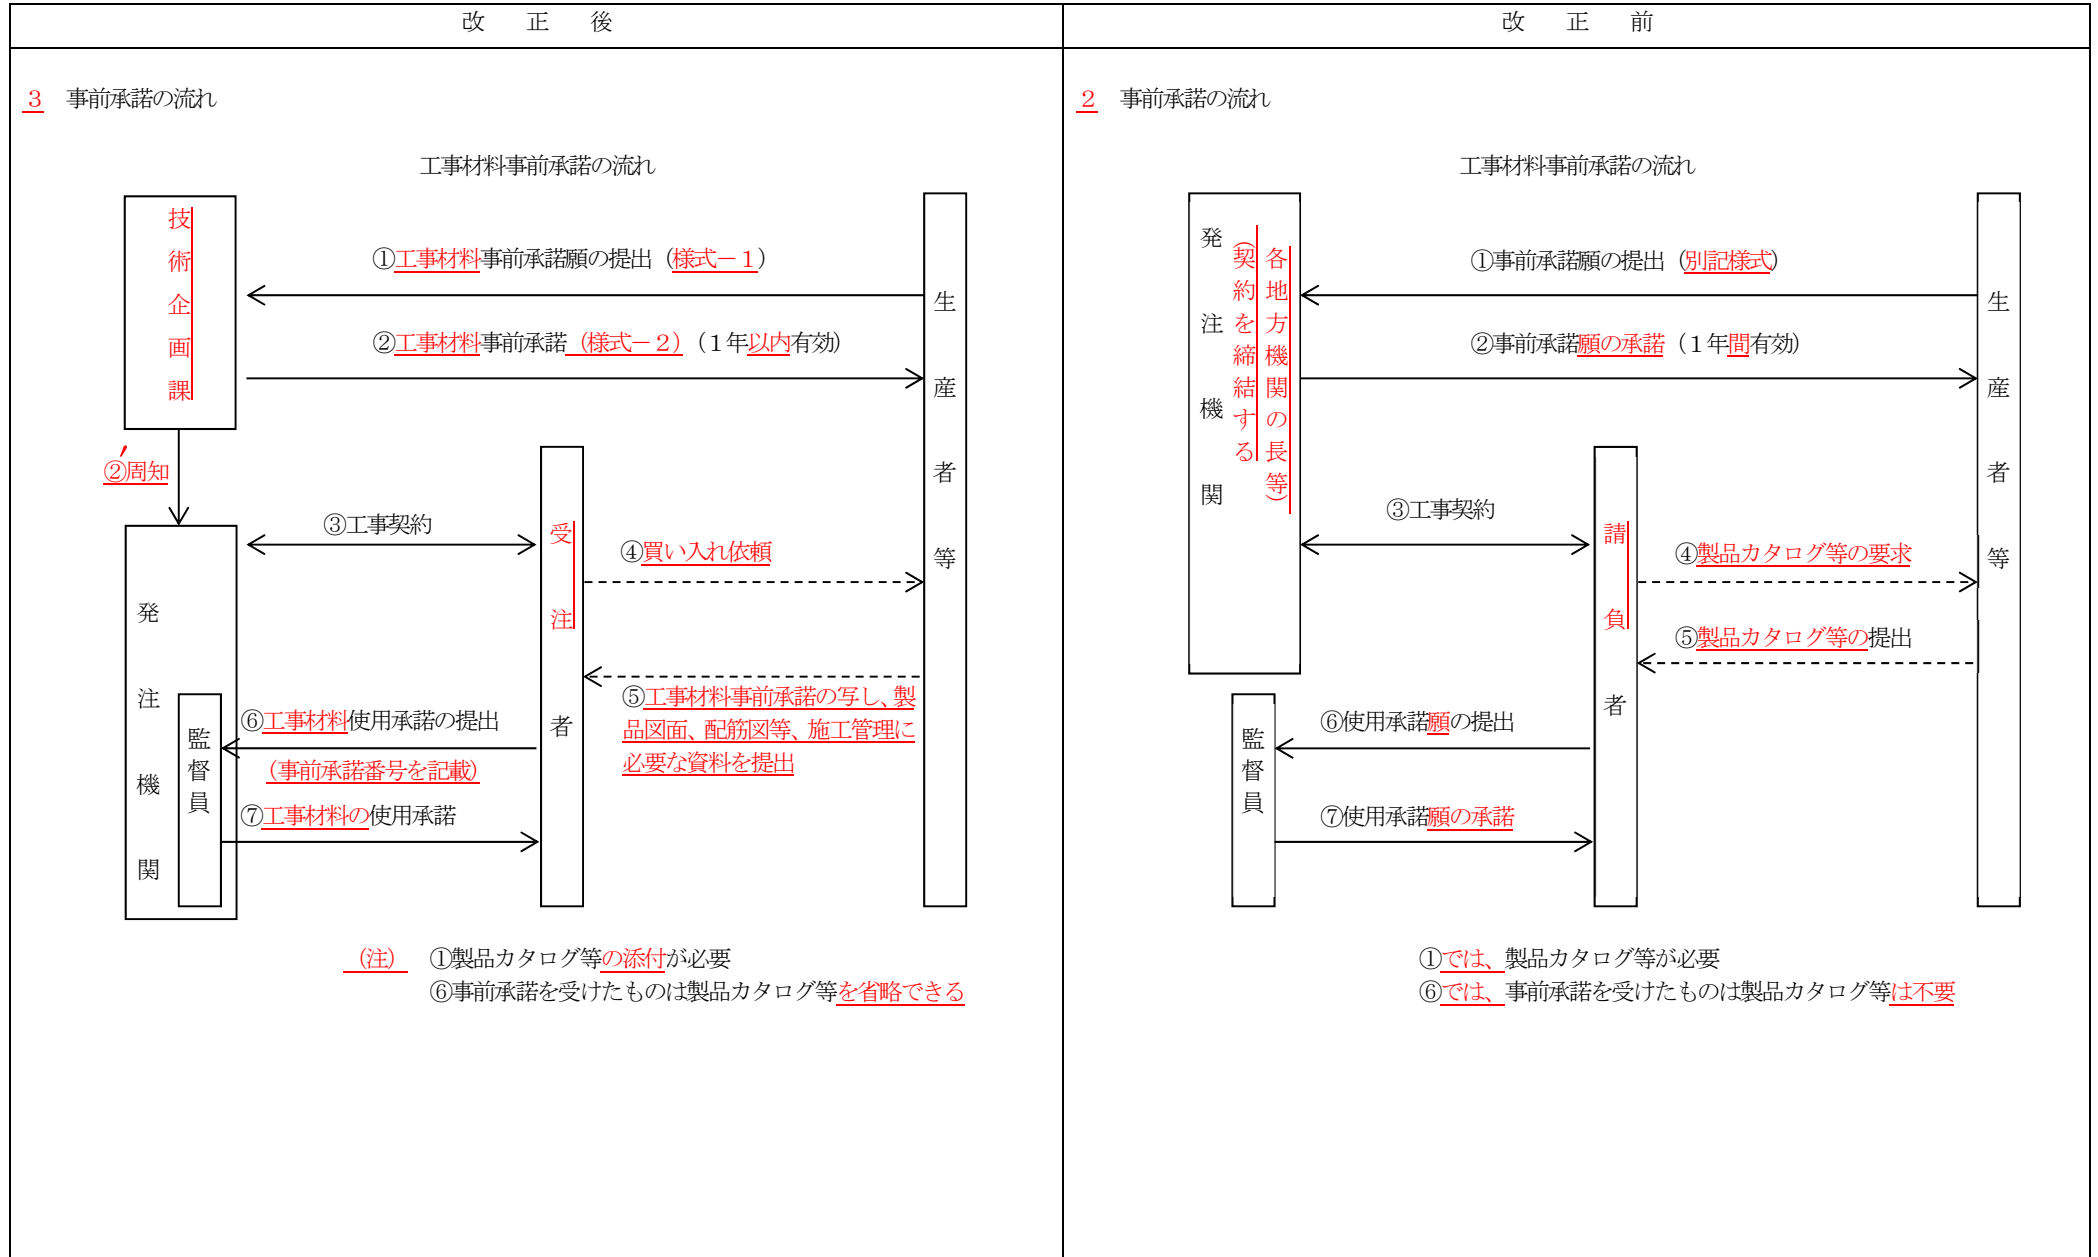 改　正　後
３　事前承諾の流れ
工事材料事前承諾の流れ
技術企画課
①工事材料事前承諾願の提出（様式－１）
②工事材料事前承諾（様式－２）（１年以内有効）
②′周知
生産者等
③工事契約
受注者
④買い入れ依頼
⑤工事材料事前承諾の写し、製
品図面、配筋図等、施工管理に
必要な資料を提出
発注機関
監督員
⑥工事材料使用承諾の提出
（事前承諾番号を記載）
⑦工事材料の使用承諾
（注）　①製品カタログ等の添付が必要
⑥事前承諾を受けたものは製品カタログ等を省略できる
改　正　前
２　事前承諾の流れ
工事材料事前承諾の流れ
発注機関
（契約を締結する
各地方機関の長等）
①事前承諾願の提出（別記様式）
②事前承諾願の承諾（１年間有効）
生産者等
③工事契約
請負者
④製品カタログ等の要求
⑤製品カタログ等の提出
監督員
⑥使用承諾願の提出
⑦使用承諾願の承諾
①では、製品カタログ等が必要
⑥では、事前承諾を受けたものは製品カタログ等は不要